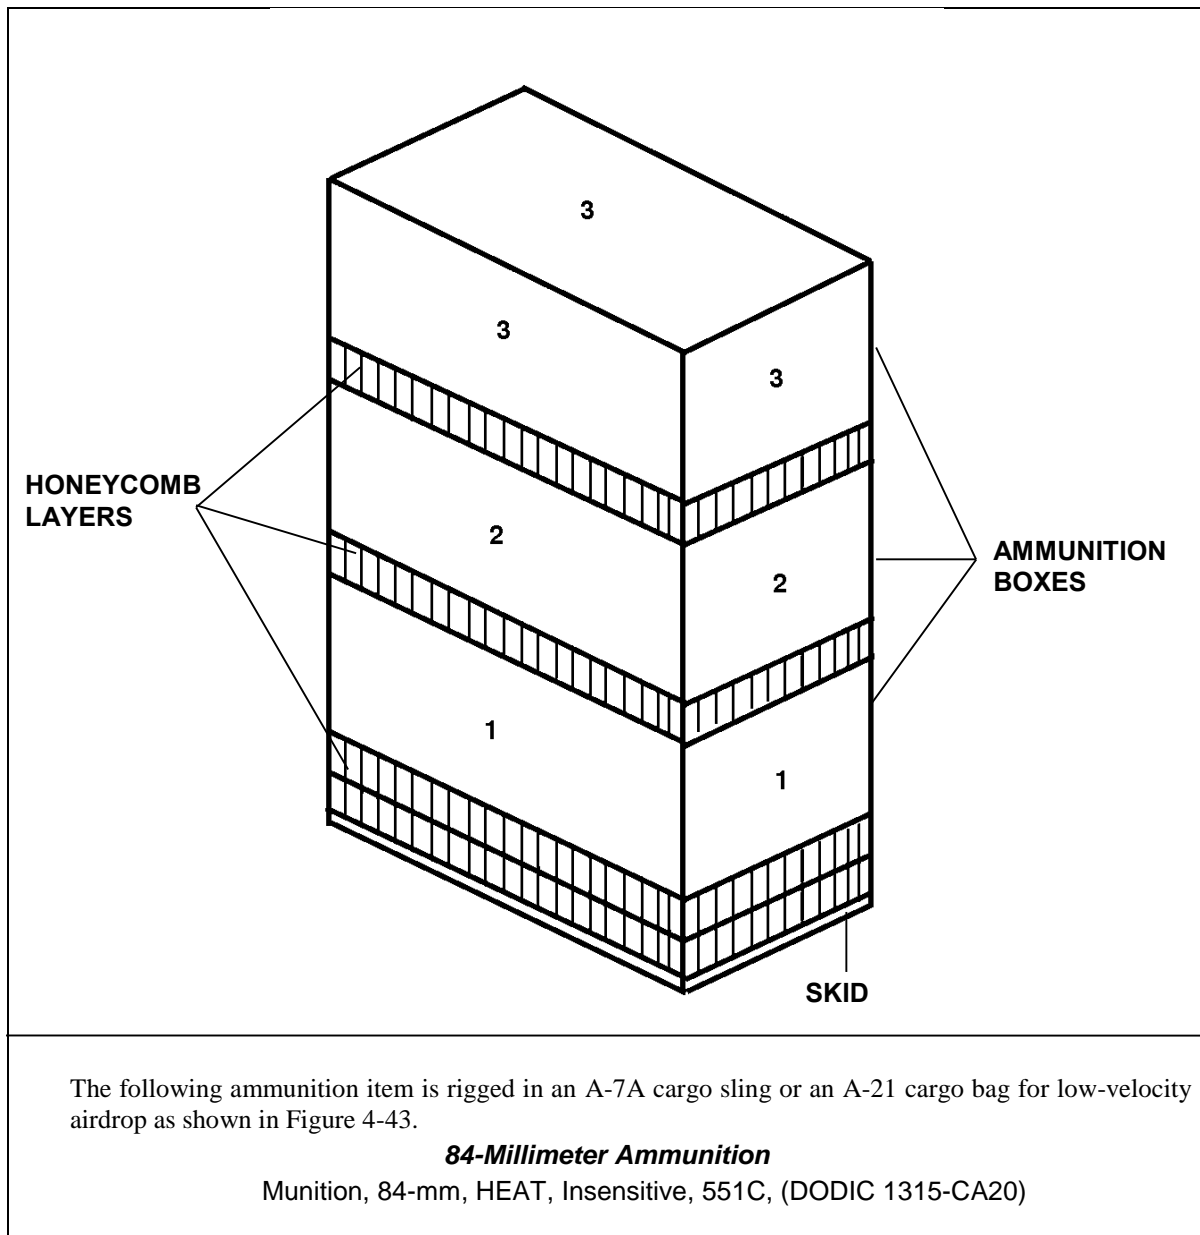 3
3
3
HONEYCOMB
LAYERS
2
2
AMMUNITION
BOXES
1
1
SKID
The following ammunition item is rigged in an A-7A cargo sling or an A-21 cargo bag for low-velocity
airdrop as shown in Figure 4-43.
84-Millimeter Ammunition
Munition, 84-mm, HEAT, Insensitive, 551C, (DODIC 1315-CA20)